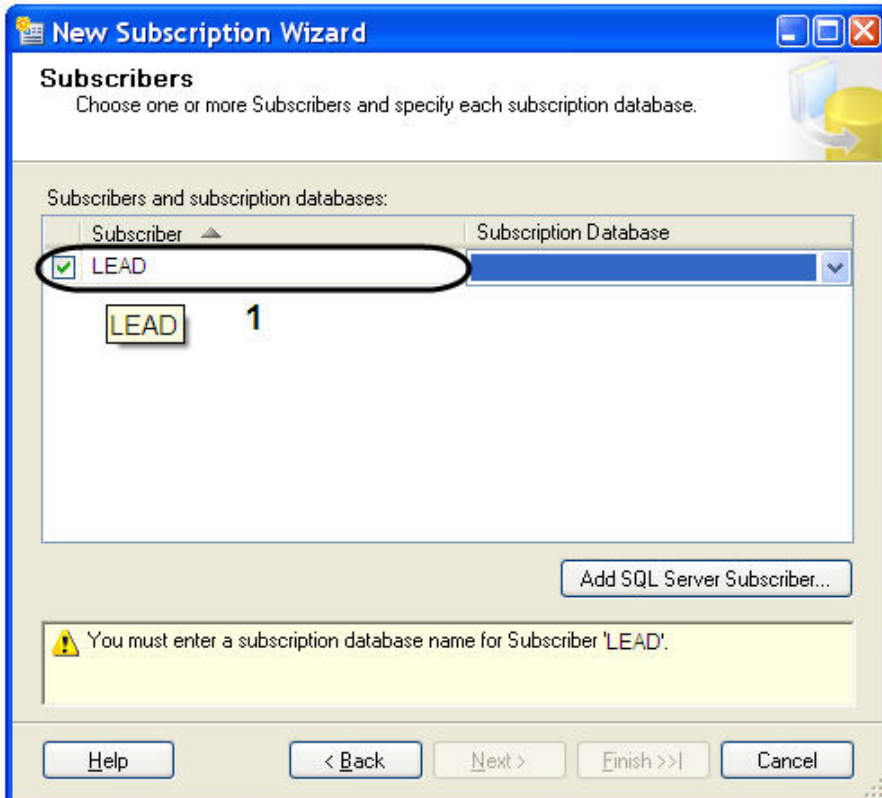 New Subscription Wizard
Subscribers
Choose one or more Subscribers and specify each subscription database.
Subscribers and subscription databases:
Subscriber Subscription Database
LEAD
LEAD 1
Add SQL Server Subscriber...
You must enter a subscription database name for Subscriber 'LEAD'.
Help < Back Next > Finish >>| Cancel